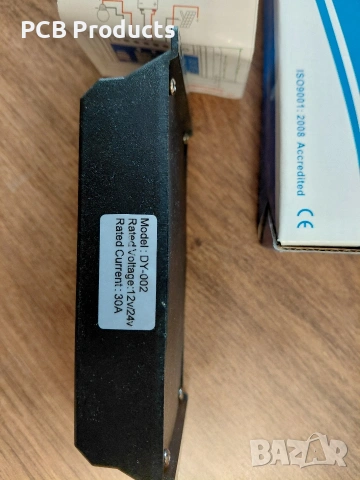 PCB Products
ISO9001: 2008 Accredited
CE
Model : DY-002
Rated Voltage:12v/24v
Rated Current : 30A
BAZAR